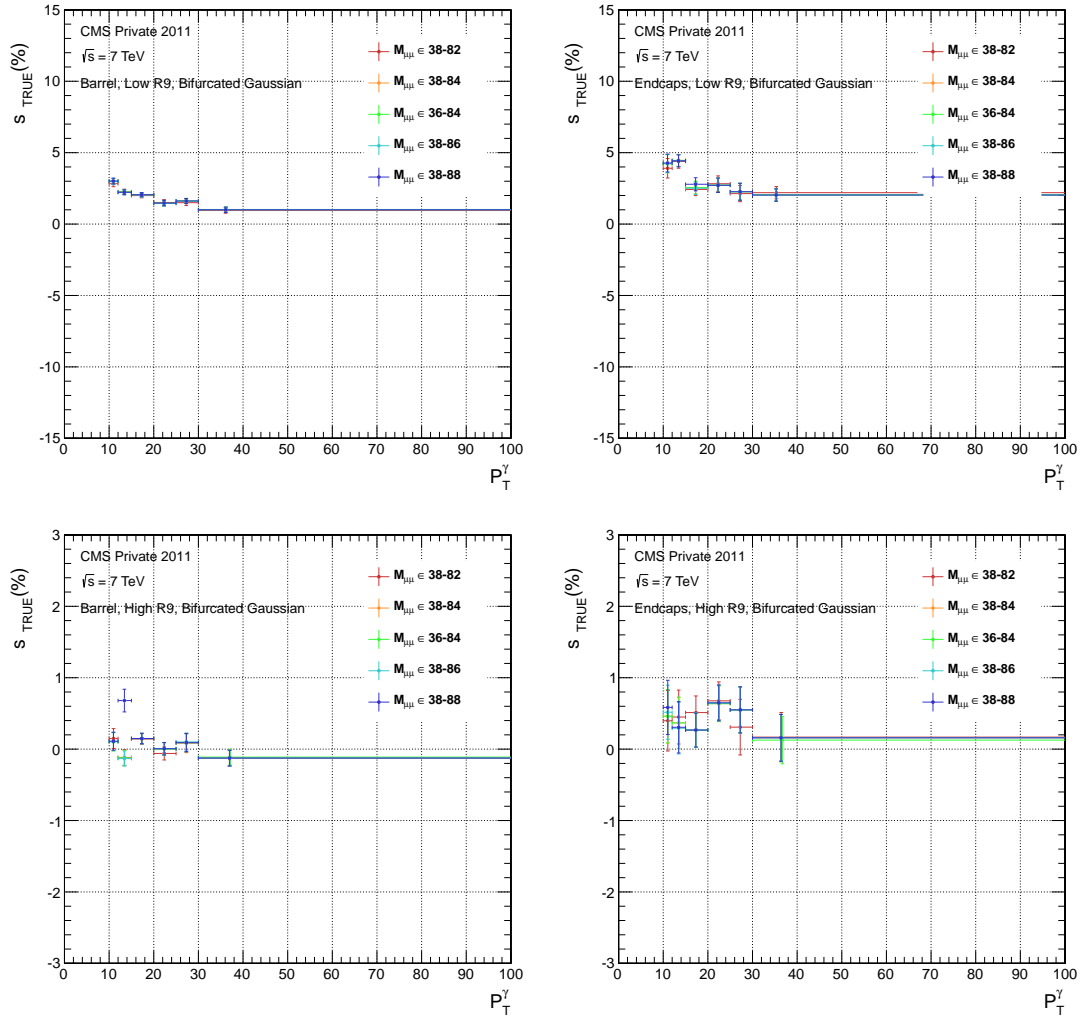 CMS Private 2011
√s = 7 TeV
Barrel, Low R9, Bifurcated Gaussian
M_μμ ∈ 38-82
M_μμ ∈ 38-84
M_μμ ∈ 36-84
M_μμ ∈ 38-86
M_μμ ∈ 38-88
s TRUE(%)
15
10
5
0
-5
-10
-15
0 10 20 30 40 50 60 70 80 90 100
P_T^γ
CMS Private 2011
√s = 7 TeV
Endcaps, Low R9, Bifurcated Gaussian
M_μμ ∈ 38-82
M_μμ ∈ 38-84
M_μμ ∈ 36-84
M_μμ ∈ 38-86
M_μμ ∈ 38-88
s TRUE(%)
15
10
5
0
-5
-10
-15
0 10 20 30 40 50 60 70 80 90 100
P_T^γ
CMS Private 2011
√s = 7 TeV
Barrel, High R9, Bifurcated Gaussian
M_μμ ∈ 38-82
M_μμ ∈ 38-84
M_μμ ∈ 36-84
M_μμ ∈ 38-86
M_μμ ∈ 38-88
s TRUE(%)
3
2
1
0
-1
-2
-3
0 10 20 30 40 50 60 70 80 90 100
P_T^γ
CMS Private 2011
√s = 7 TeV
Endcaps, High R9, Bifurcated Gaussian
M_μμ ∈ 38-82
M_μμ ∈ 38-84
M_μμ ∈ 36-84
M_μμ ∈ 38-86
M_μμ ∈ 38-88
s TRUE(%)
3
2
1
0
-1
-2
-3
0 10 20 30 40 50 60 70 80 90 100
P_T^γ